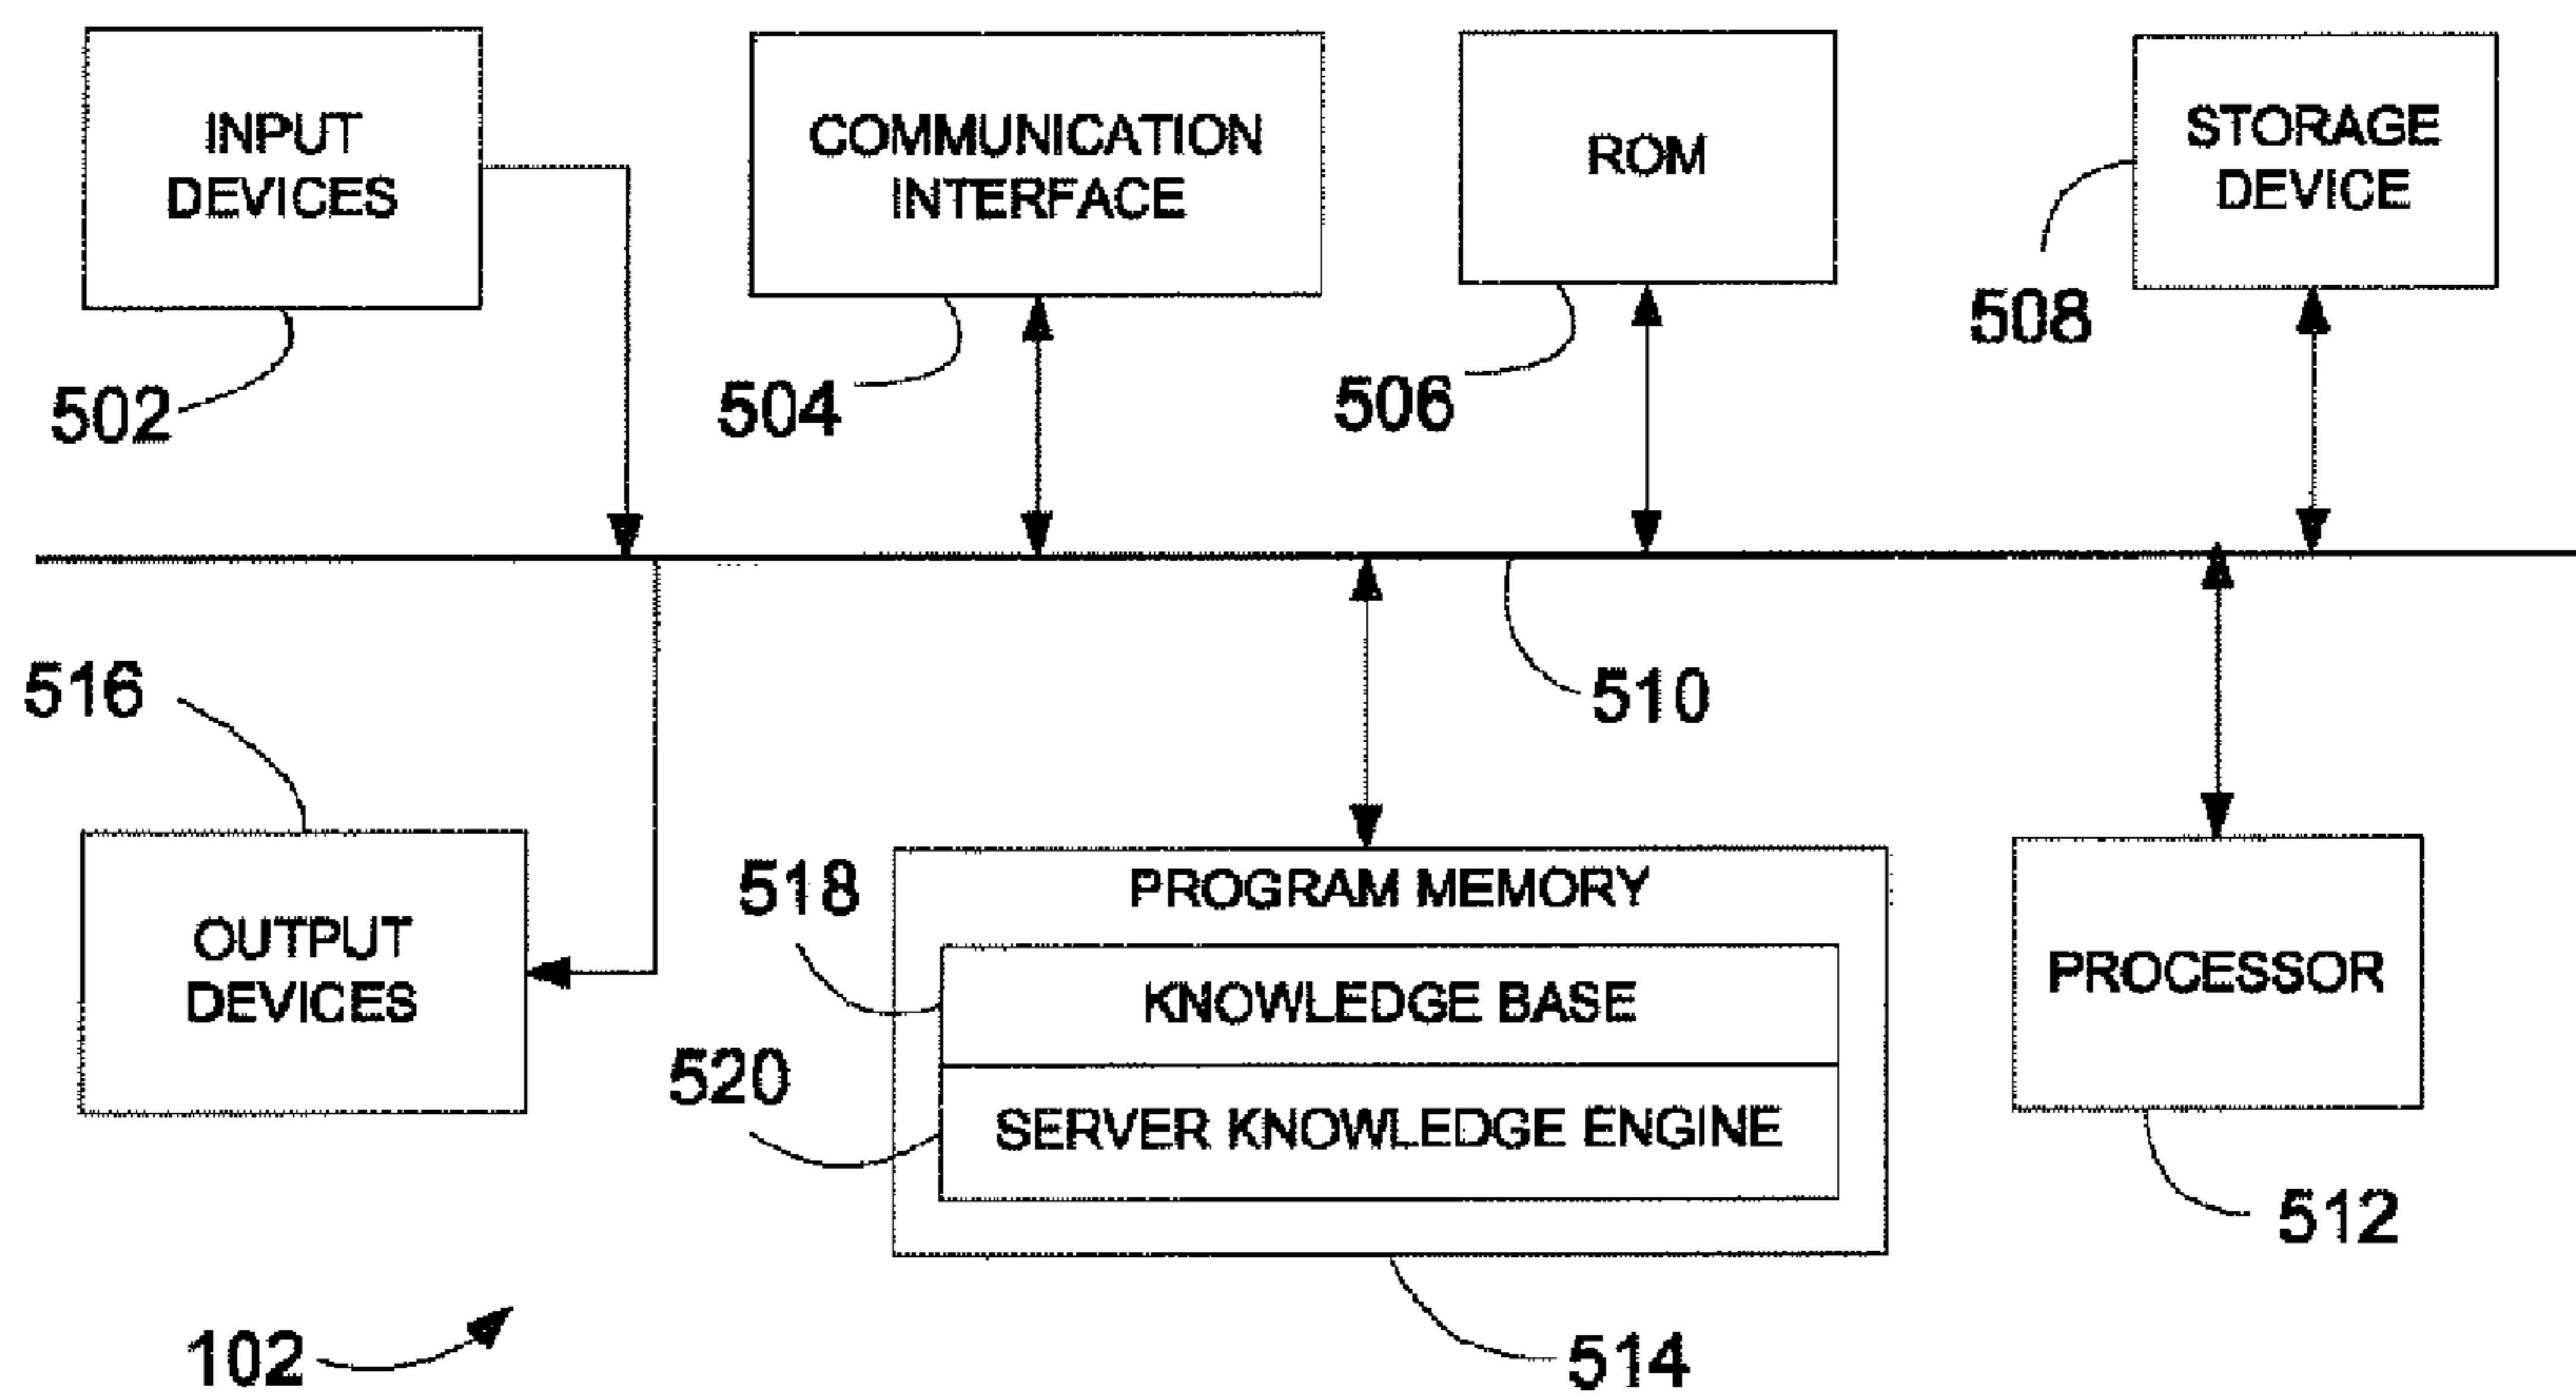 INPUT
DEVICES
502
COMMUNICATION
INTERFACE
504
ROM
506
STORAGE
DEVICE
508
510
516
OUTPUT
DEVICES
PROGRAM MEMORY
518
KNOWLEDGE BASE
520
SERVER KNOWLEDGE ENGINE
514
PROCESSOR
512
102